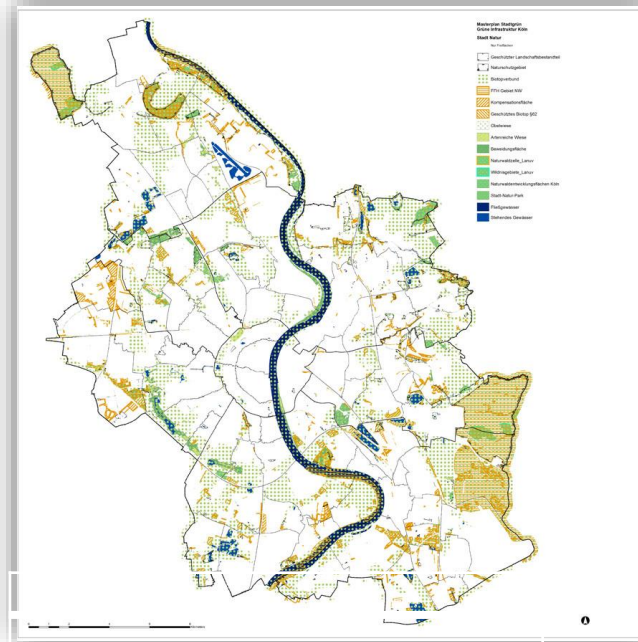 Masterplan Stadtgrün
Grüne Infrastruktur Köln
Stadt Natur
Geschützter Landschaftsbestandteil
Naturschutzgebiet
Biotopverbund
FFH-Gebiet NW
Kompensationsfläche
Geschütztes Biotop §62
Obstwiese
Artenreiche Wiese
Beweidungsfläche
Naturwaldzelle_Lanuv
Wildnisgebiete_Lanuv
Naturwaldentwicklungsflächen Köln
Stadt-Natur-Park
Fließgewässer
Stehendes Gewässer